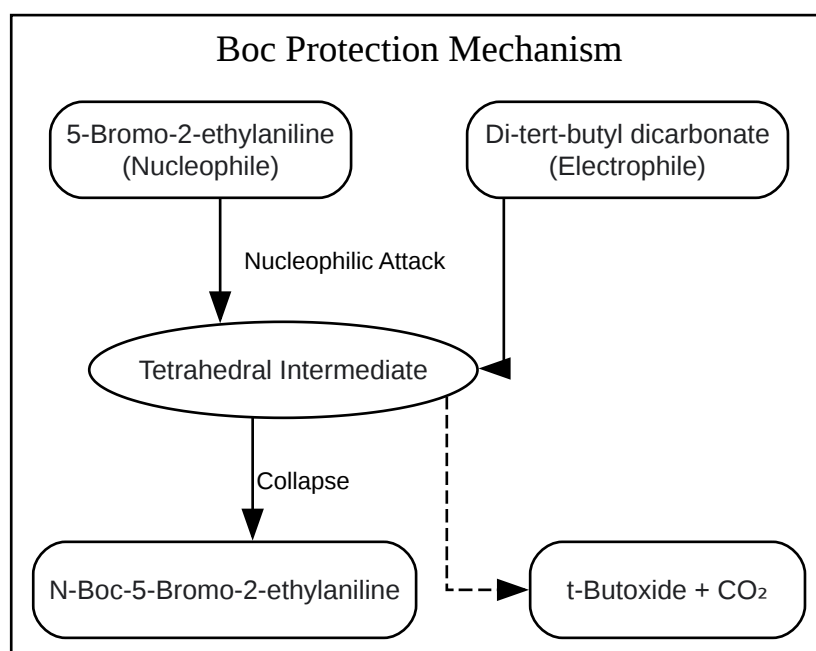 Boc Protection Mechanism
5-Bromo-2-ethylaniline
(Nucleophile)
Di-tert-butyl dicarbonate
(Electrophile)
Nucleophilic Attack
Tetrahedral Intermediate
Collapse
N-Boc-5-Bromo-2-ethylaniline
t-Butoxide + CO₂